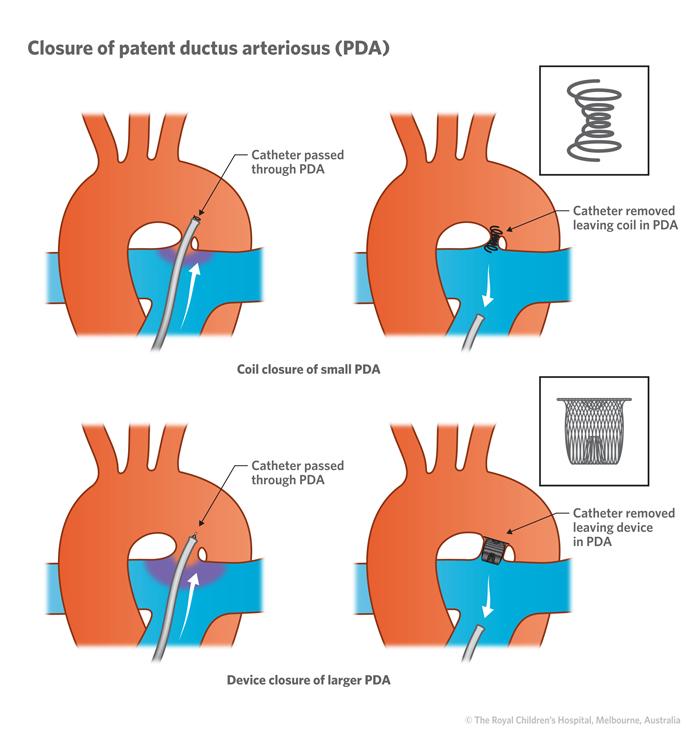 Closure of patent ductus arteriosus (PDA)
Catheter passed
through PDA
Catheter removed
leaving coil in PDA
Coil closure of small PDA
Catheter passed
through PDA
Catheter removed
leaving device
in PDA
Device closure of larger PDA
© The Royal Children's Hospital, Melbourne, Australia